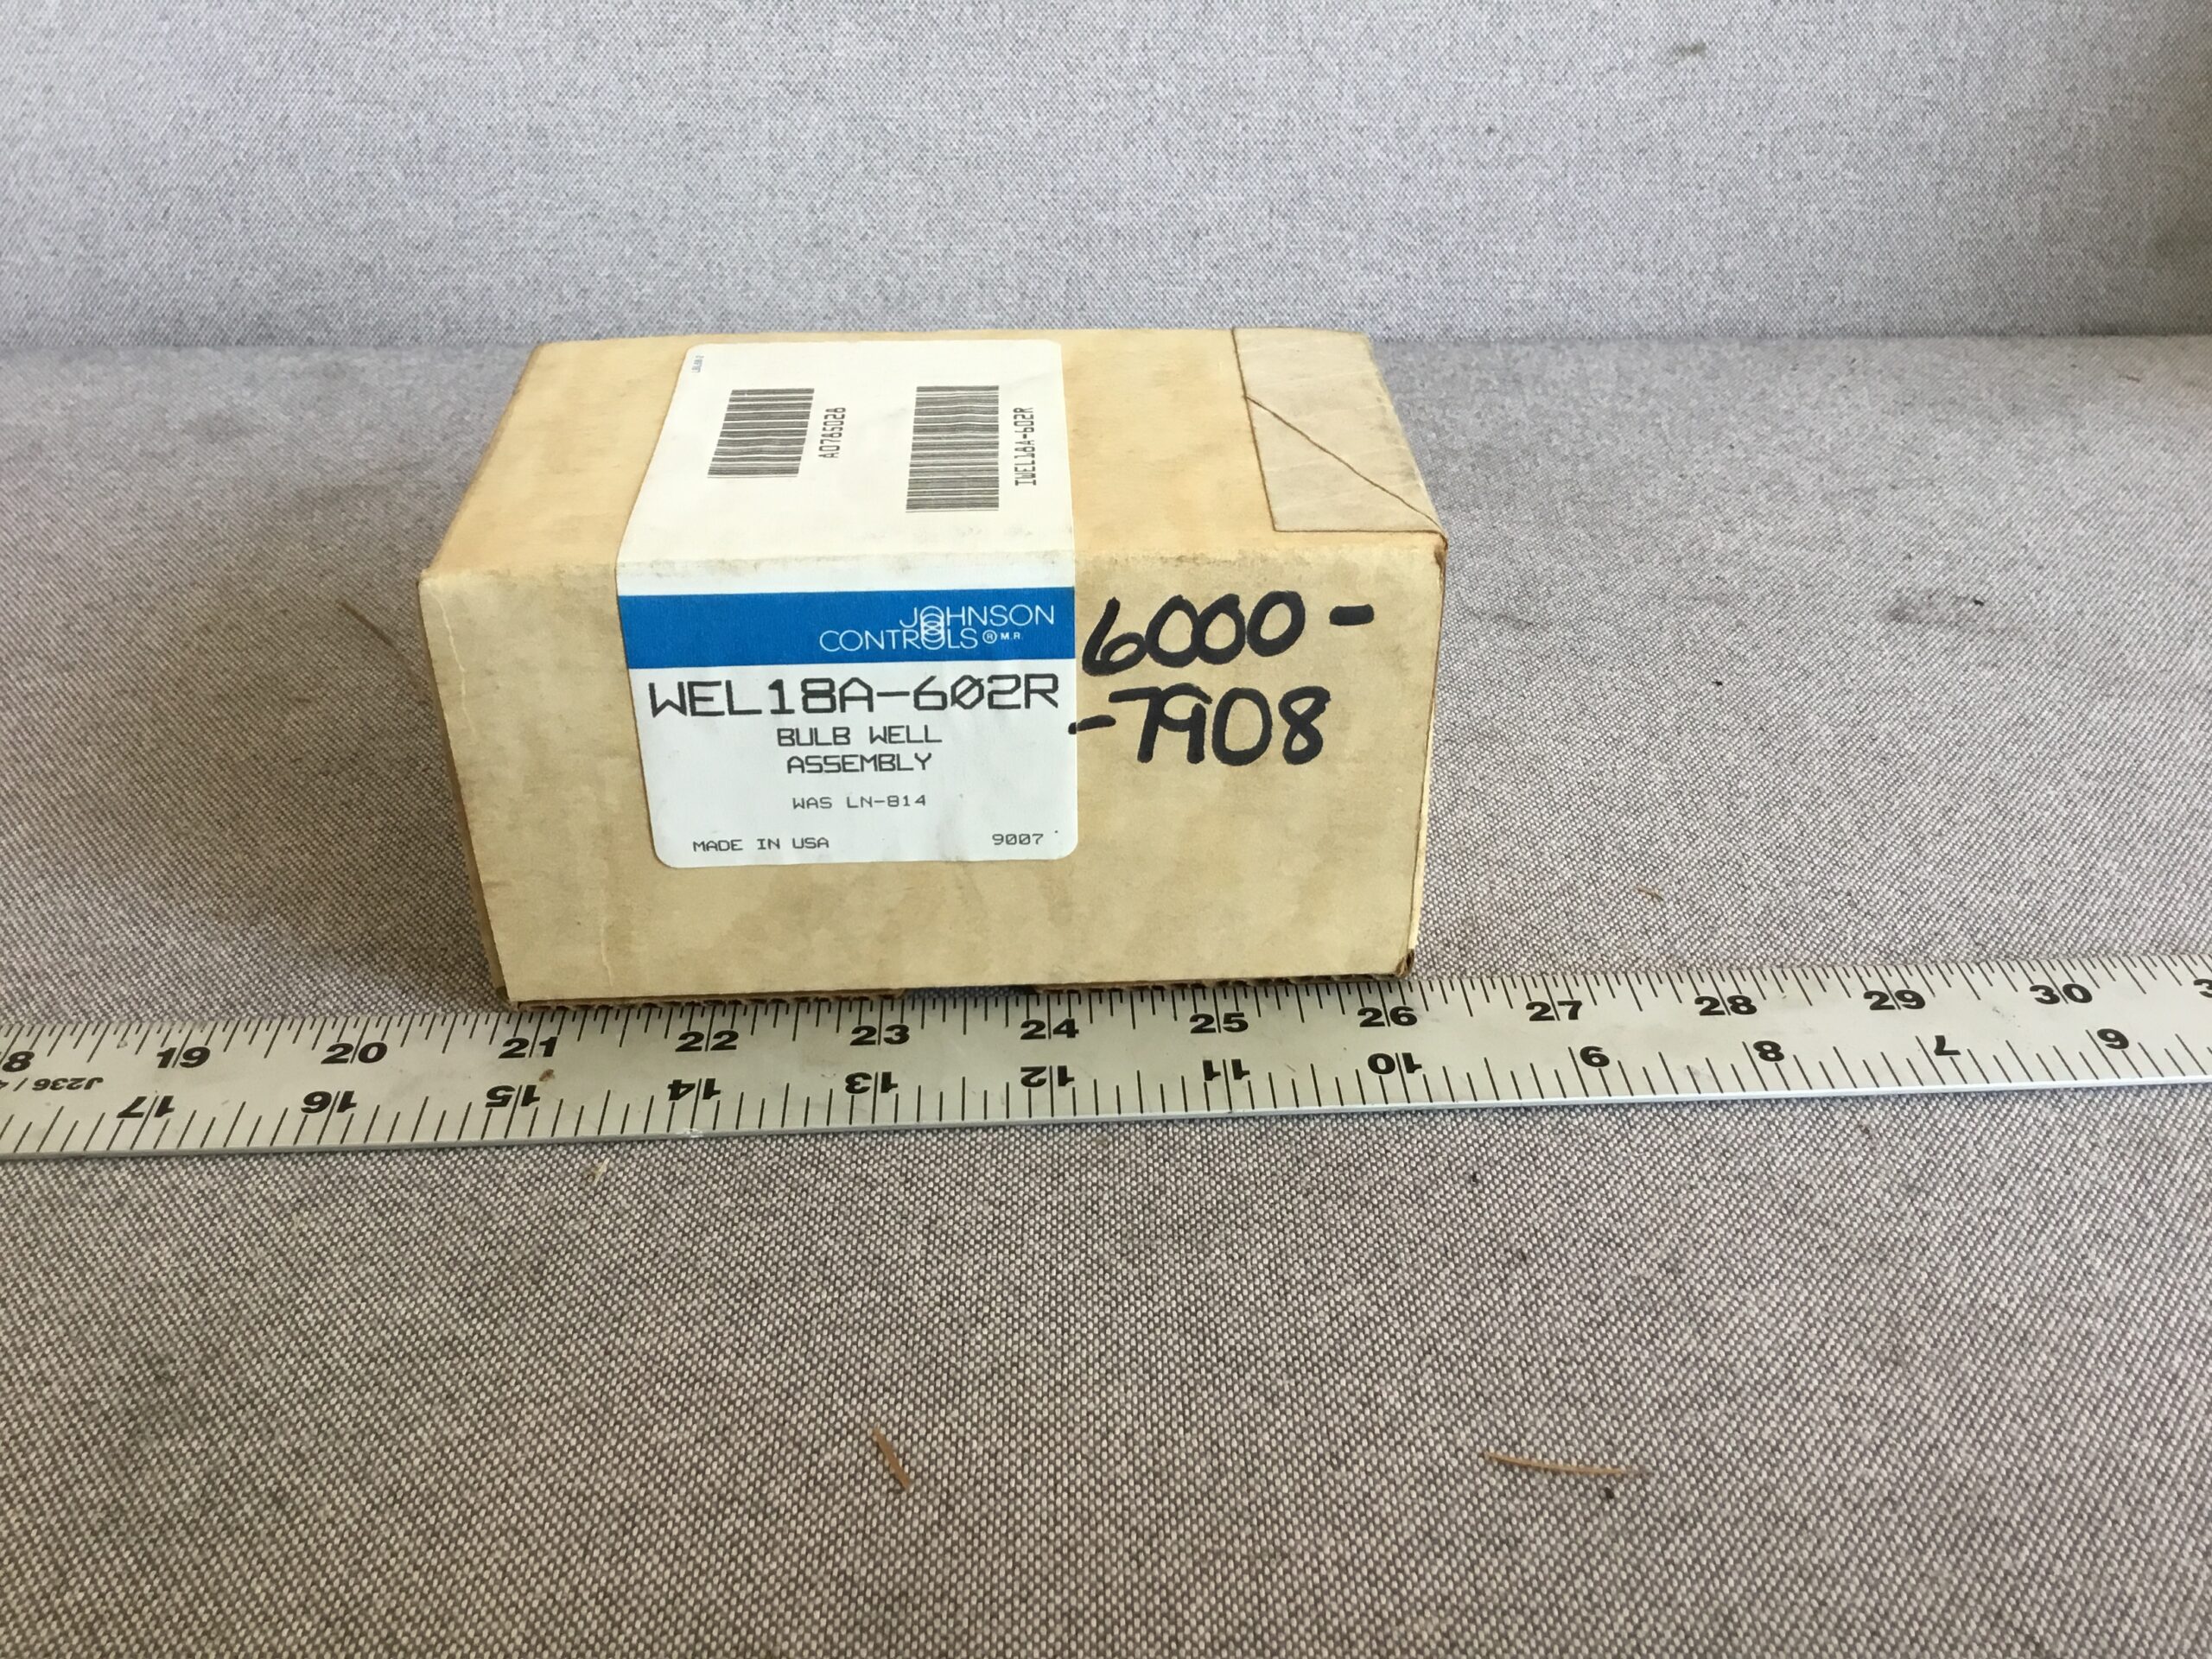 A0785028
IWEL18A-602R
JOHNSON
CONTROLS ® M.R.
WEL18A-602R
BULB WELL
ASSEMBLY
WAS LN-814
MADE IN USA 9007
6000-
-7908
19 20 21 22 23 24 25 26 27 28 29 30
17 16 15 14 13 12 11 10 9 8 7 6